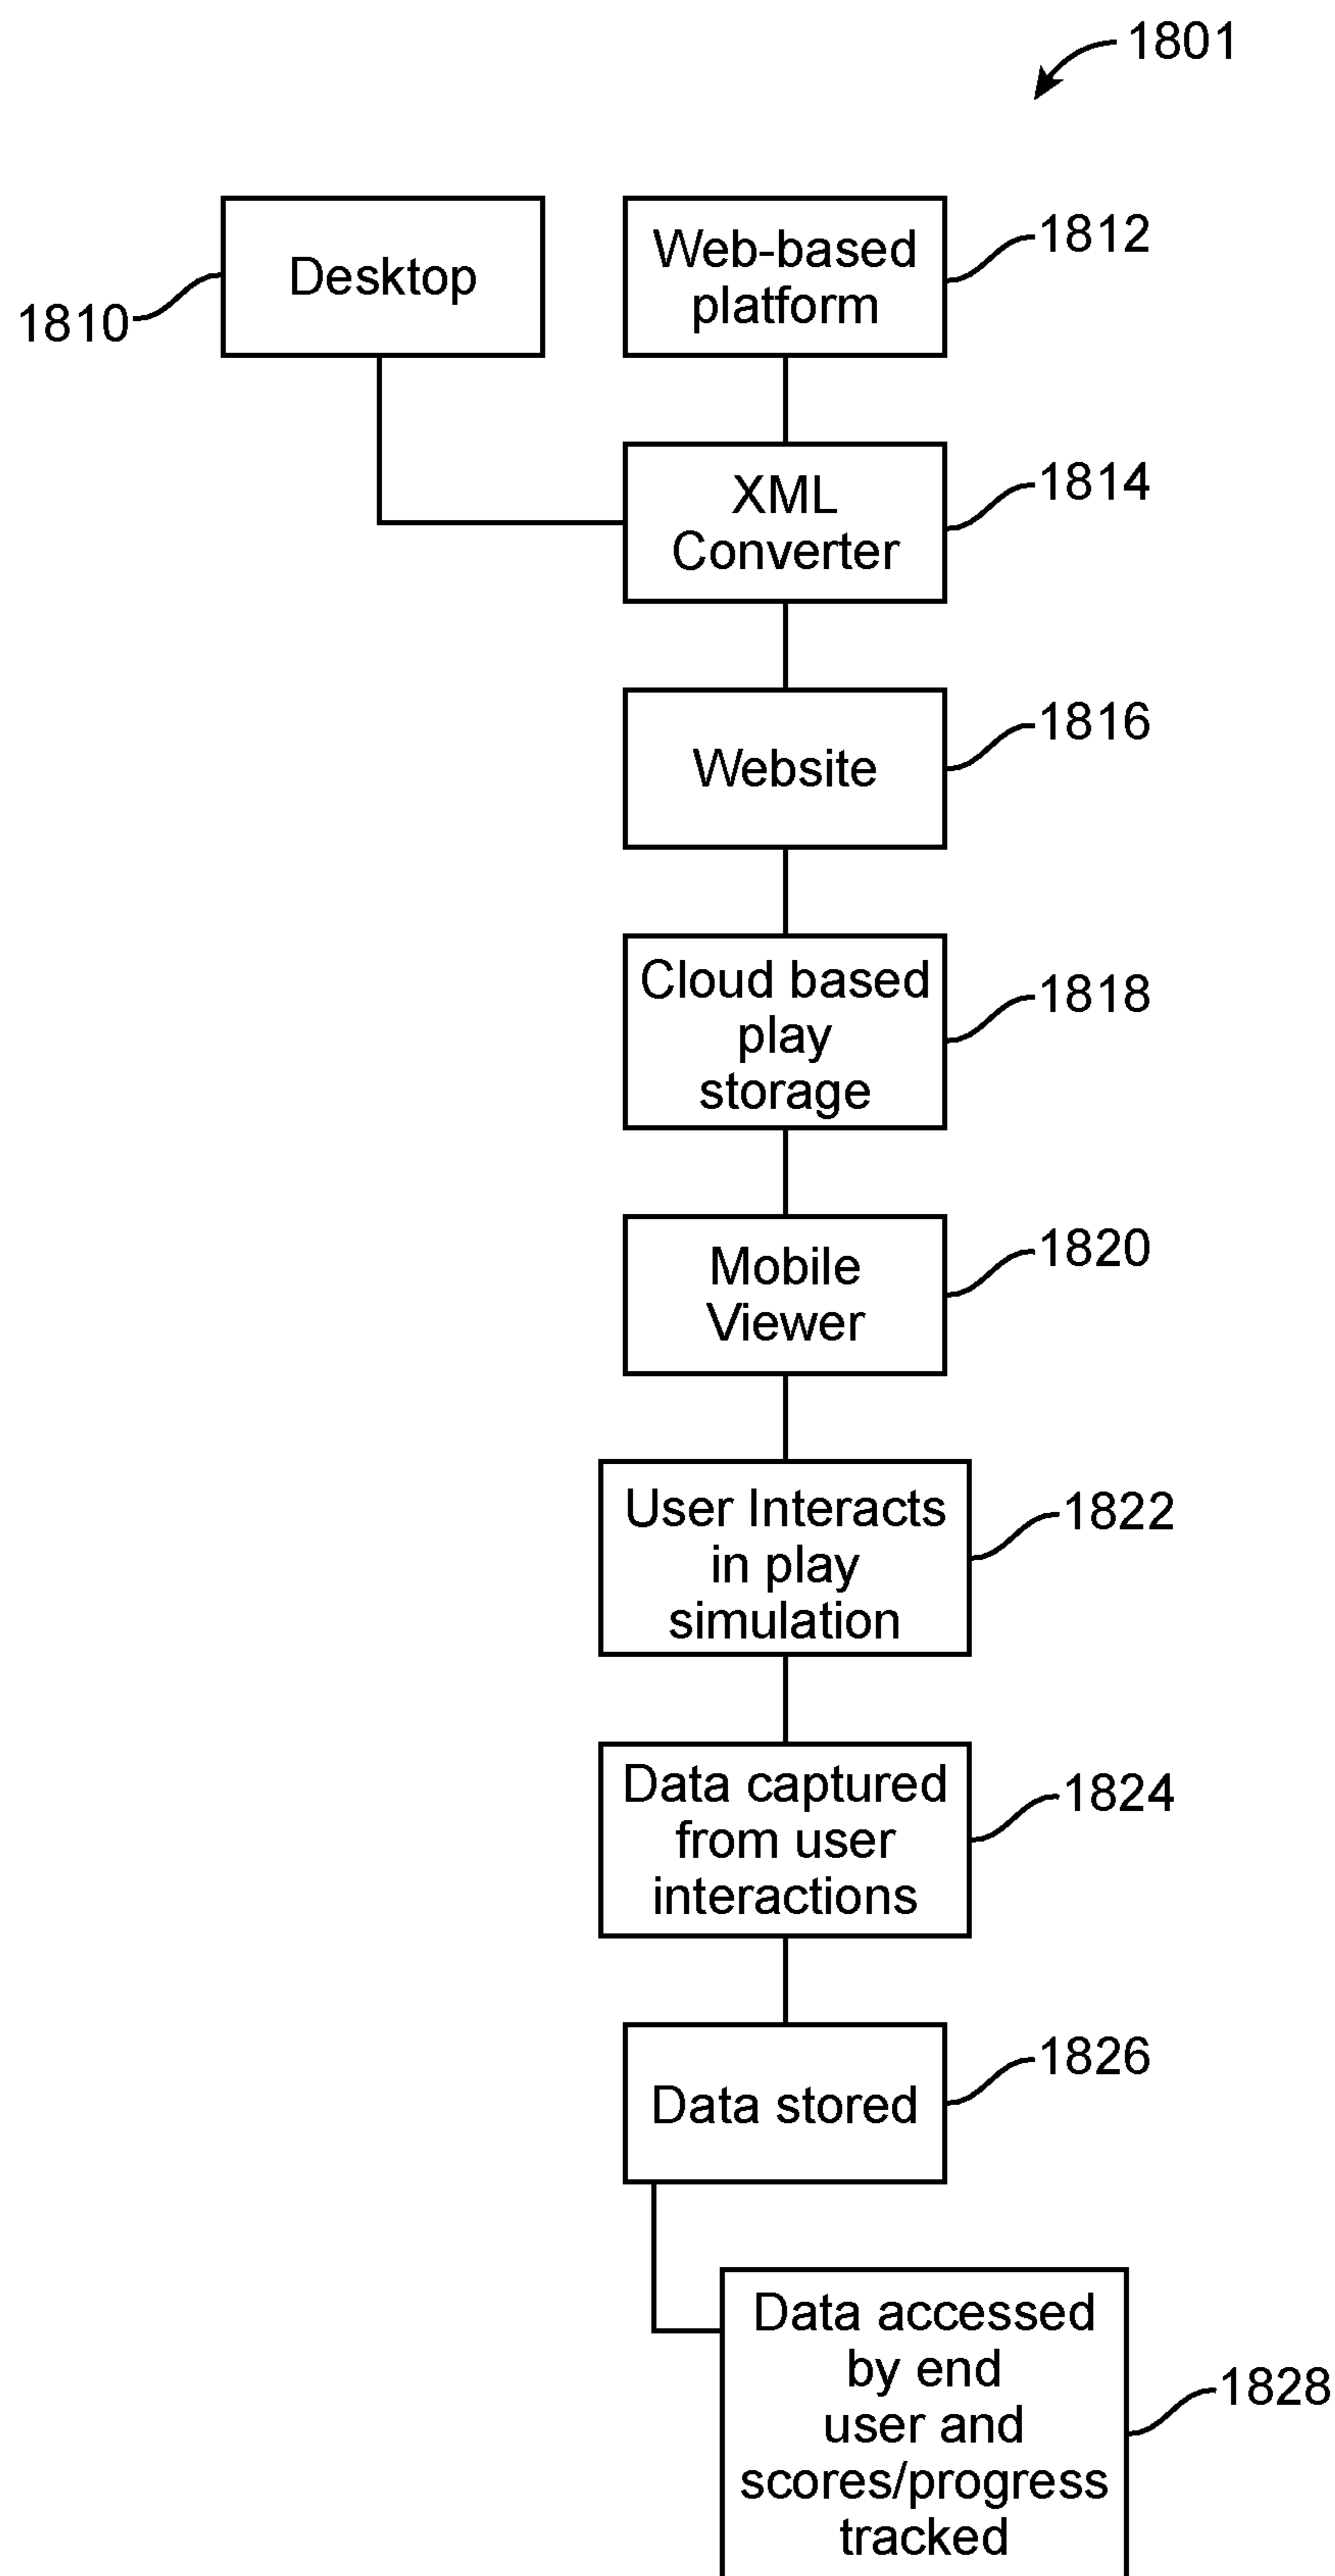 1801
Desktop
1810
Web-based
platform
1812
XML
Converter
1814
Website
1816
Cloud based
play
storage
1818
Mobile
Viewer
1820
User Interacts
in play
simulation
1822
Data captured
from user
interactions
1824
Data stored
1826
Data accessed
by end
user and
scores/progress
tracked
1828